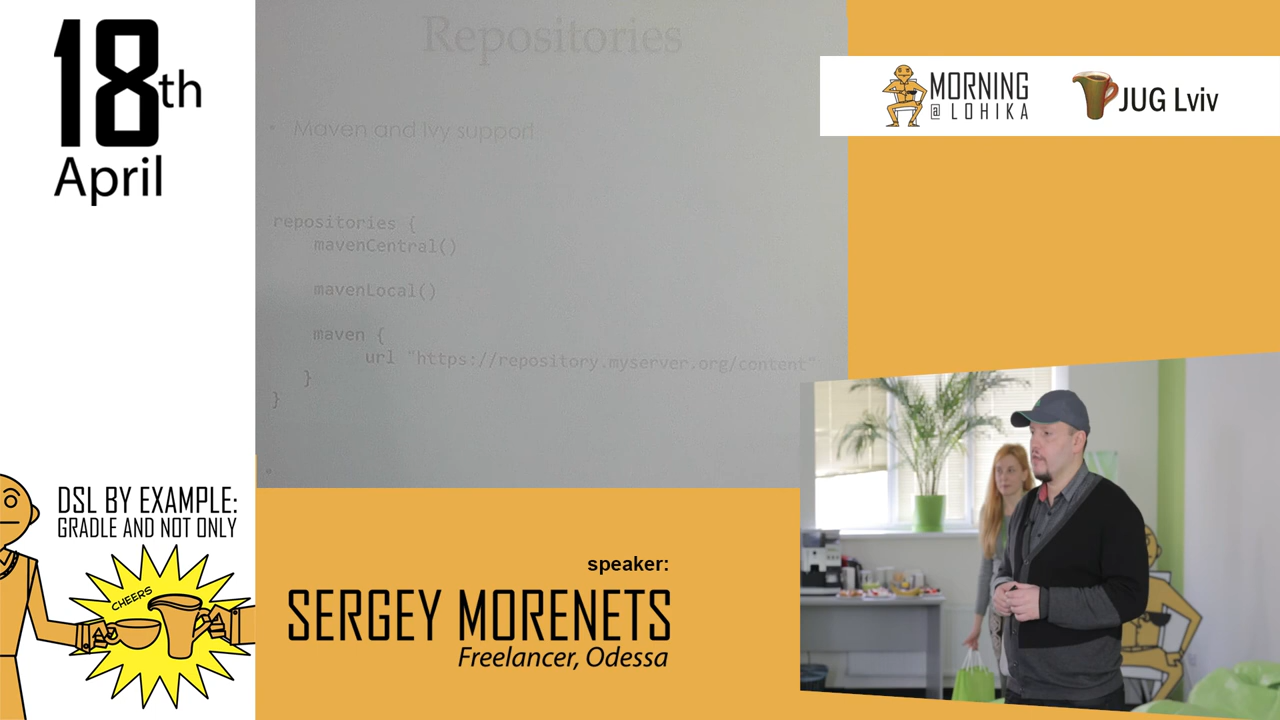 18th
April
Repositories
• Maven and Ivy support
repositories {
mavenCentral()
mavenLocal()
maven {
url "https://repository.myserver.org/content"
}
}
MORNING
@ LOHIKA
JUG Lviv
DSL BY EXAMPLE:
GRADLE AND NOT ONLY
CHEERS
speaker:
SERGEY MORENETS
Freelancer, Odessa